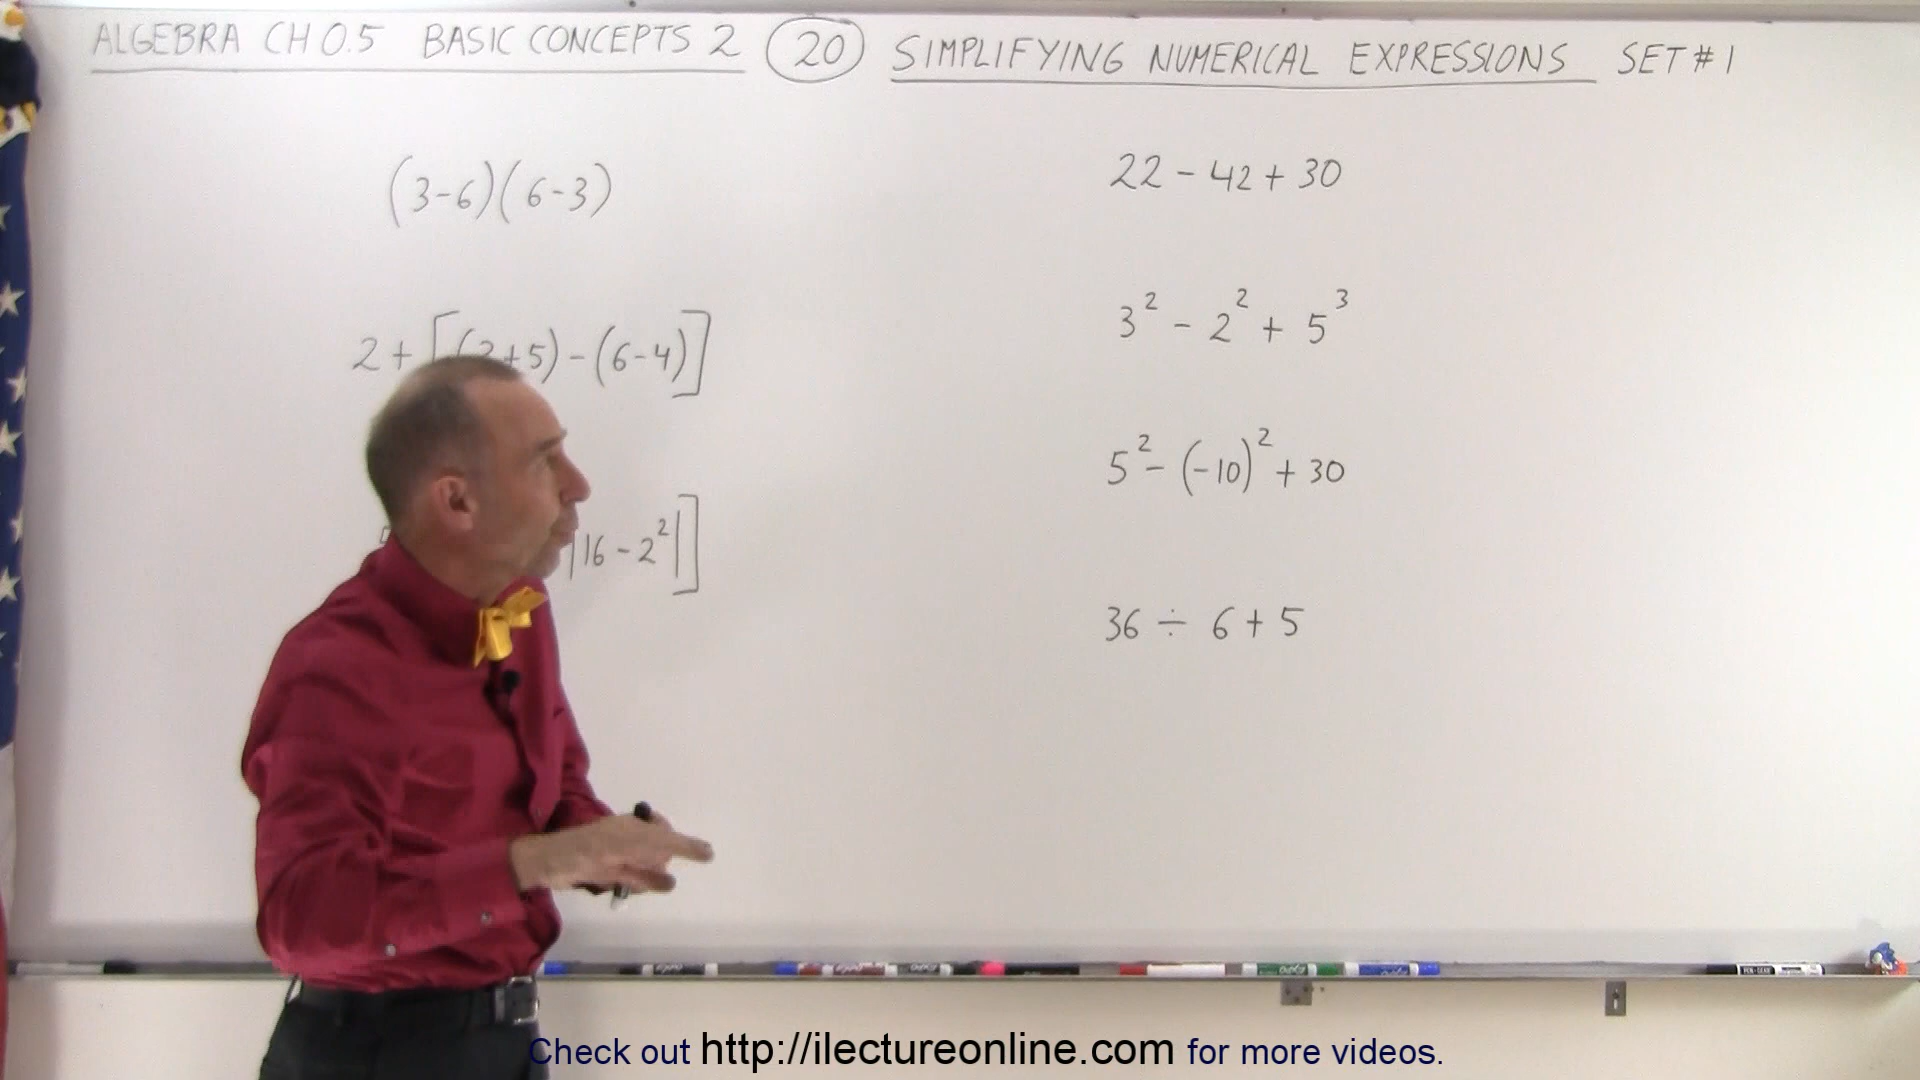 ALGEBRA CH 0.5 BASIC CONCEPTS 2 (20) SIMPLIFYING NUMERICAL EXPRESSIONS SET #1
(3-6)(6-3)
2 + [(3+5) - (6-4)]
|16 - 2²|]
22 - 42 + 30
3² - 2² + 5³
5² - (-10)² + 30
36 ÷ 6 + 5
Check out http://ilectureonline.com for more videos.